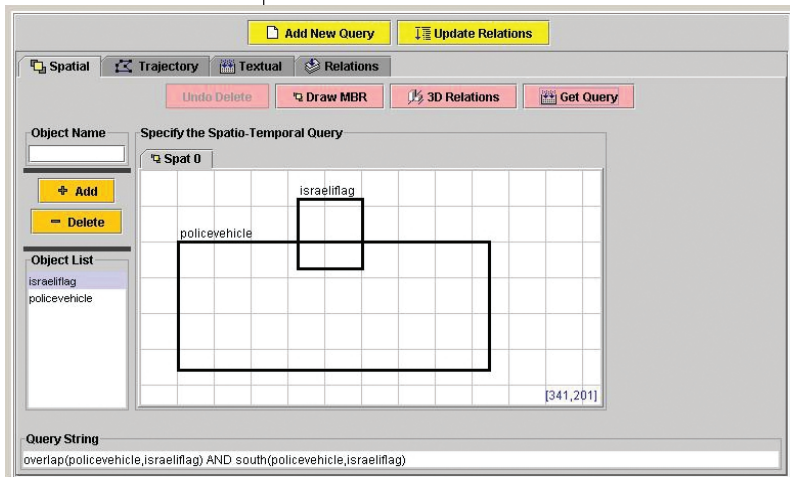 Add New Query Update Relations
Spatial Trajectory Textual Relations
Undo Delete Draw MBR 3D Relations Get Query
Object Name
Specify the Spatio-Temporal Query
Spat 0
Add
Delete
israeliflag
policevehicle
Object List
israeliflag
policevehicle
[341,201]
Query String
overlap(policevehicle,israeliflag) AND south(policevehicle,israeliflag)